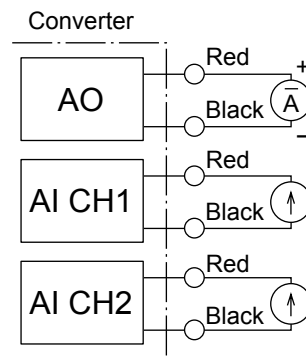 Converter
Red
+
AO
A
Black
−
Red
AI CH1
Black
Red
AI CH2
Black